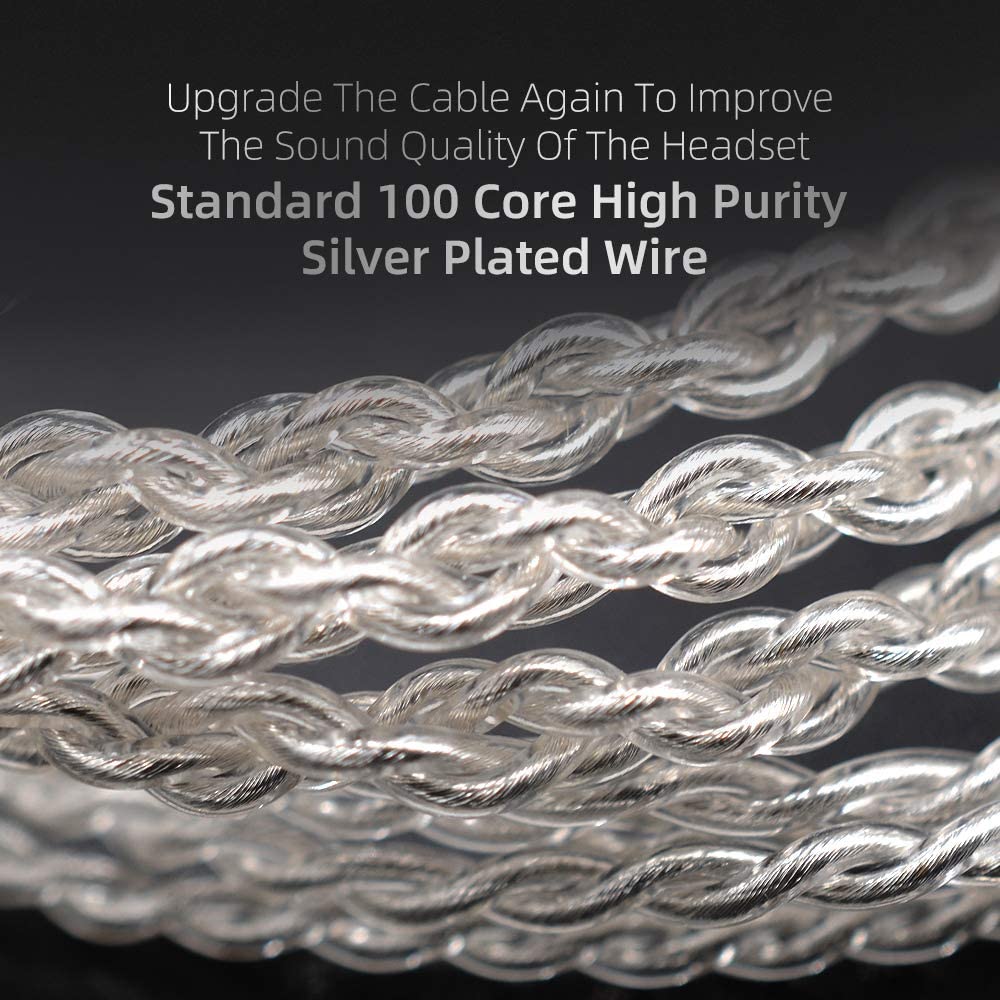 Upgrade The Cable Again To Improve
The Sound Quality Of The Headset
Standard 100 Core High Purity
Silver Plated Wire